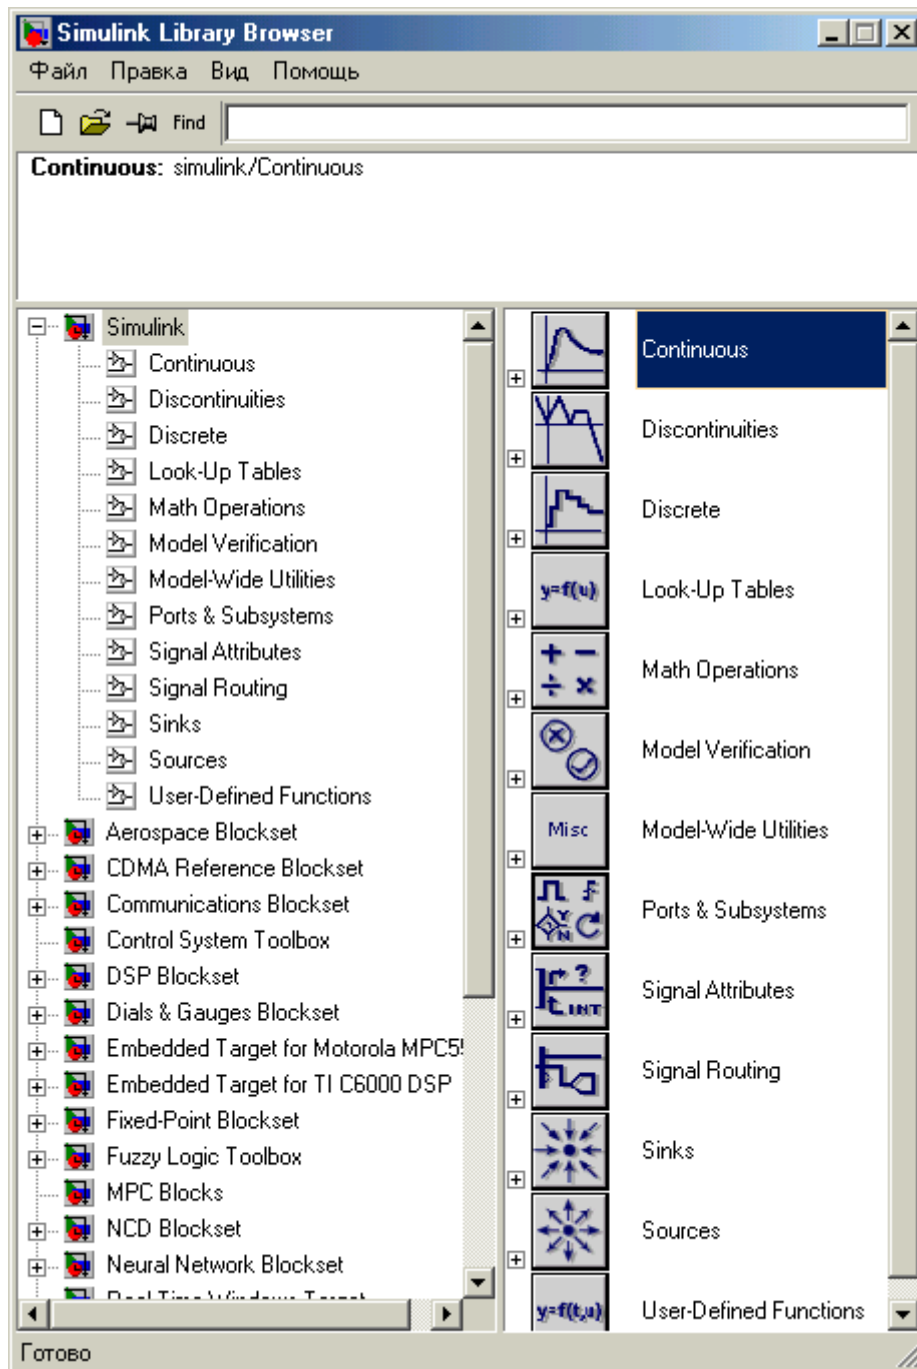 Simulink Library Browser
Файл Правка Вид Помощь
Find
Continuous: simulink/Continuous
Simulink
Continuous
Discontinuities
Discrete
Look-Up Tables
Math Operations
Model Verification
Model-Wide Utilities
Ports & Subsystems
Signal Attributes
Signal Routing
Sinks
Sources
User-Defined Functions
Aerospace Blockset
CDMA Reference Blockset
Communications Blockset
Control System Toolbox
DSP Blockset
Dials & Gauges Blockset
Embedded Target for Motorola MPC5
Embedded Target for TI C6000 DSP
Fixed-Point Blockset
Fuzzy Logic Toolbox
MPC Blocks
NCD Blockset
Neural Network Blockset
Real-Time Windows Target
Continuous
Discontinuities
Discrete
y=f(u) Look-Up Tables
+ − ÷ × Math Operations
Model Verification
Misc Model-Wide Utilities
Y N Ports & Subsystems
? t INT Signal Attributes
Signal Routing
Sinks
Sources
y=f(t,u) User-Defined Functions
Готово